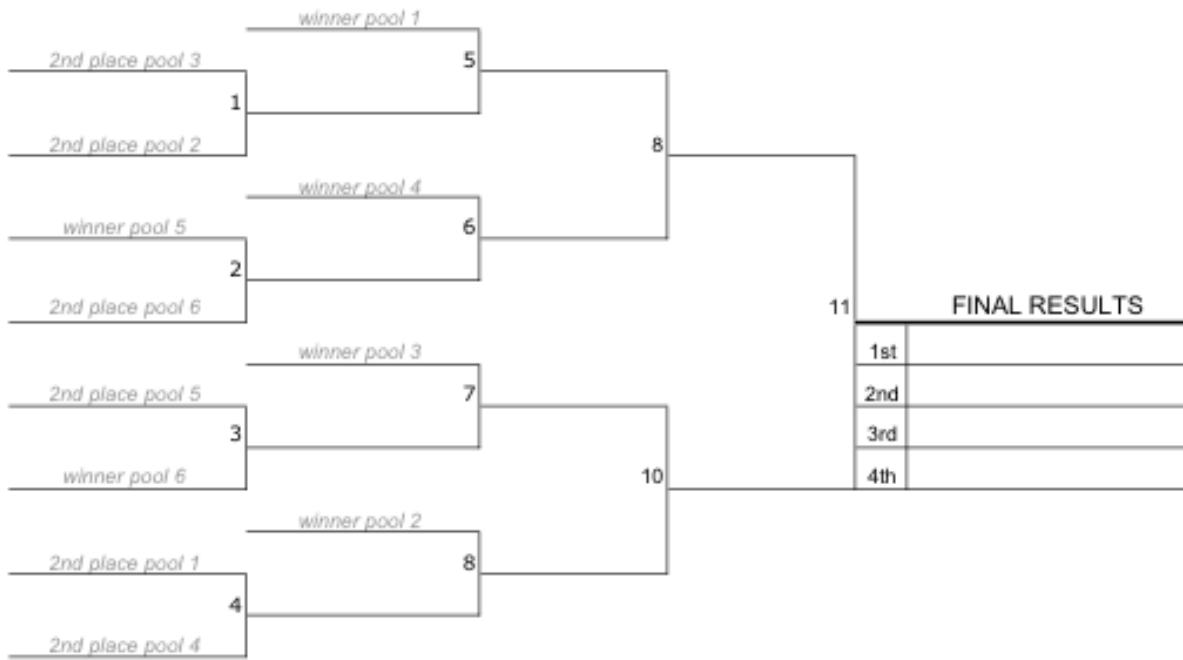 winner pool 1
2nd place pool 3
5
1
2nd place pool 2
8
winner pool 4
winner pool 5
6
2
2nd place pool 6
11
FINAL RESULTS
winner pool 3
1st
2nd place pool 5
7
2nd
3
3rd
winner pool 6
10
4th
winner pool 2
2nd place pool 1
8
4
2nd place pool 4